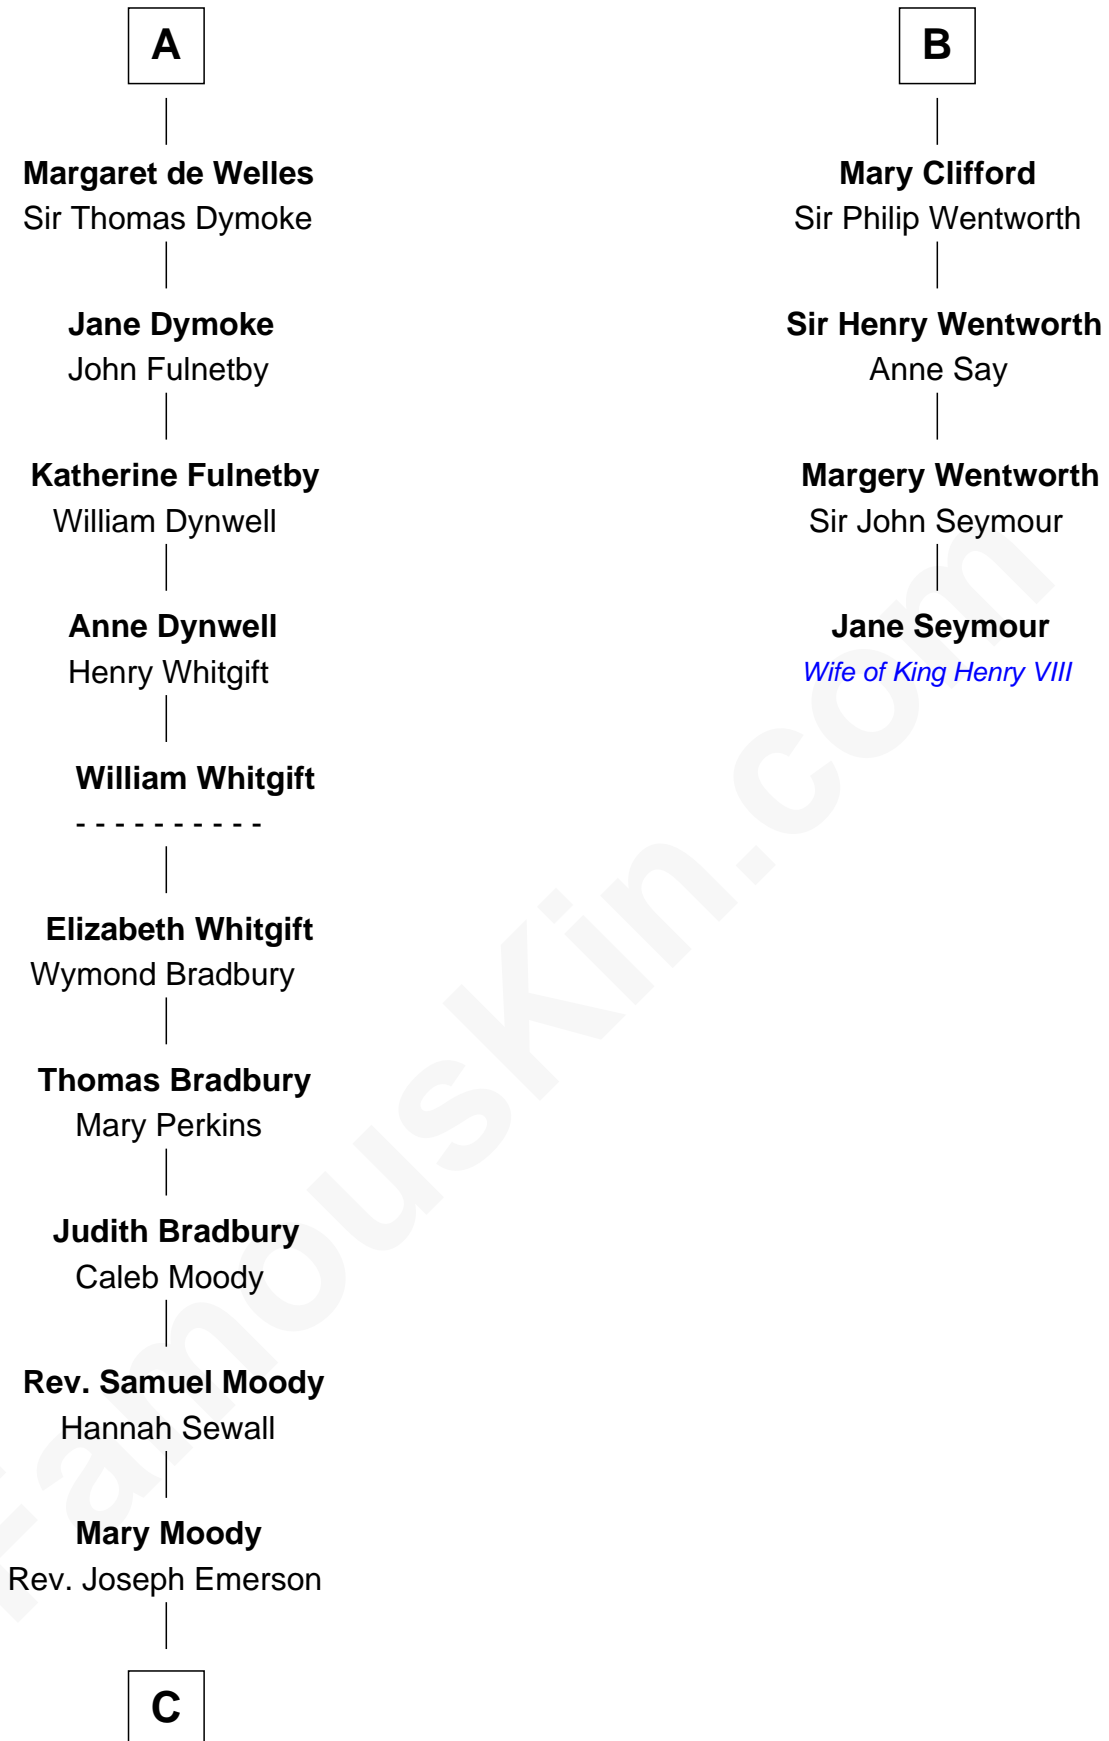 A
Margaret de Welles
Sir Thomas Dymoke
Jane Dymoke
John Fulnetby
Katherine Fulnetby
William Dynwell
Anne Dynwell
Henry Whitgift
William Whitgift
- - - - - - - - - -
Elizabeth Whitgift
Wymond Bradbury
Thomas Bradbury
Mary Perkins
Judith Bradbury
Caleb Moody
Rev. Samuel Moody
Hannah Sewall
Mary Moody
Rev. Joseph Emerson
C
B
Mary Clifford
Sir Philip Wentworth
Sir Henry Wentworth
Anne Say
Margery Wentworth
Sir John Seymour
Jane Seymour
Wife of King Henry VIII
FamousKin.com